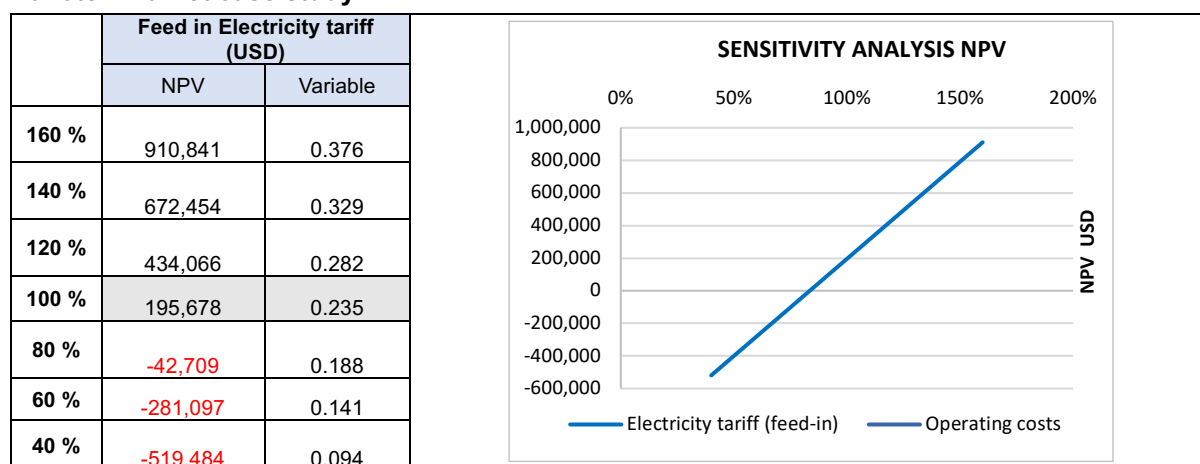 Feed in Electricity tariff
(USD)
NPV Variable
160 % 910,841 0.376
140 % 672,454 0.329
120 % 434,066 0.282
100 % 195,678 0.235
80 % -42,709 0.188
60 % -281,097 0.141
40 % -519,484 0.094
SENSITIVITY ANALYSIS NPV
0% 50% 100% 150% 200%
1,000,000
800,000
600,000
400,000
200,000
0
-200,000
-400,000
-600,000
NPV USD
Electricity tariff (feed-in) Operating costs